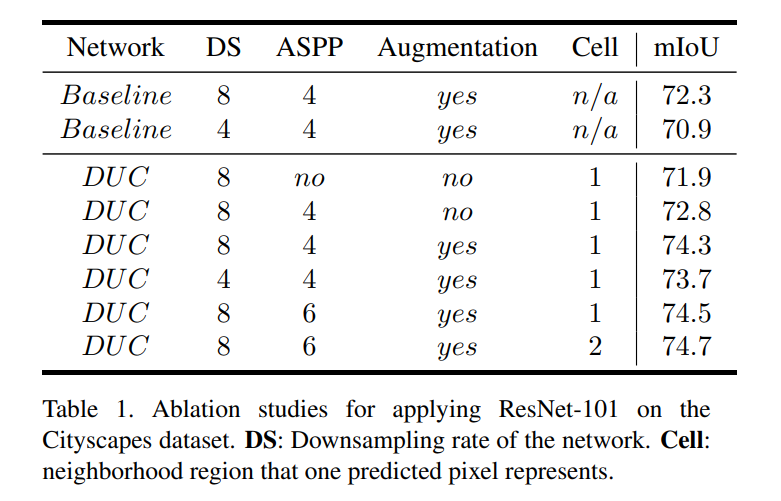 Network DS ASPP Augmentation Cell mIoU
Baseline 8 4 yes n/a 72.3
Baseline 4 4 yes n/a 70.9
DUC 8 no no 1 71.9
DUC 8 4 no 1 72.8
DUC 8 4 yes 1 74.3
DUC 4 4 yes 1 73.7
DUC 8 6 yes 1 74.5
DUC 8 6 yes 2 74.7
Table 1. Ablation studies for applying ResNet-101 on the
Cityscapes dataset. DS: Downsampling rate of the network. Cell:
neighborhood region that one predicted pixel represents.